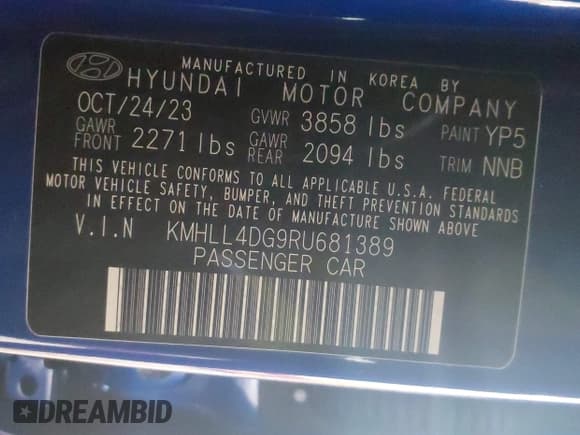 MANUFACTURED IN KOREA BY
HYUNDAI MOTOR COMPANY
OCT/24/23 GVWR 3858 lbs PAINT YP5
GAWR FRONT 2271 lbs GAWR REAR 2094 lbs TRIM NNB
THIS VEHICLE CONFORMS TO ALL APPLICABLE U.S.A. FEDERAL
MOTOR VEHICLE SAFETY, BUMPER, AND THEFT PREVENTION STANDARDS
IN EFFECT ON THE DATE OF MANUFACTURE SHOWN ABOVE
V.I.N KMHLL4DG9RU681389
PASSENGER CAR
DREAMBID